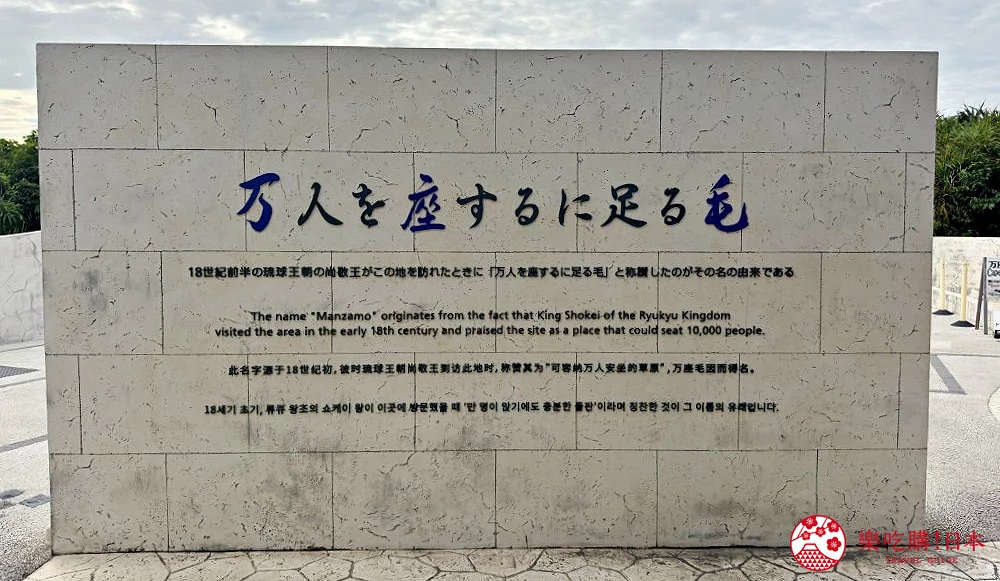 万人を座するに足る毛
18世紀前半の琉球王朝の尚敬王がこの地を訪れたときに「万人を座するに足る毛」と称讃したのがその名の由来である
The name "Manzamo" originates from the fact that King Shokei of the Ryukyu Kingdom
visited the area in the early 18th century and praised the site as a place that could seat 10,000 people.
此名字源于18世纪初，彼时琉球王朝尚敬王到访此地时，称赞其为"可容纳万人安坐的草原"，万座毛因而得名。
18세기 초기, 류큐 왕조의 쇼케이 왕이 이곳에 방문했을 때 '만 명이 앉기에도 충분한 들판'이라며 칭찬한 것이 그 이름의 유래입니다.
樂吃購!日本